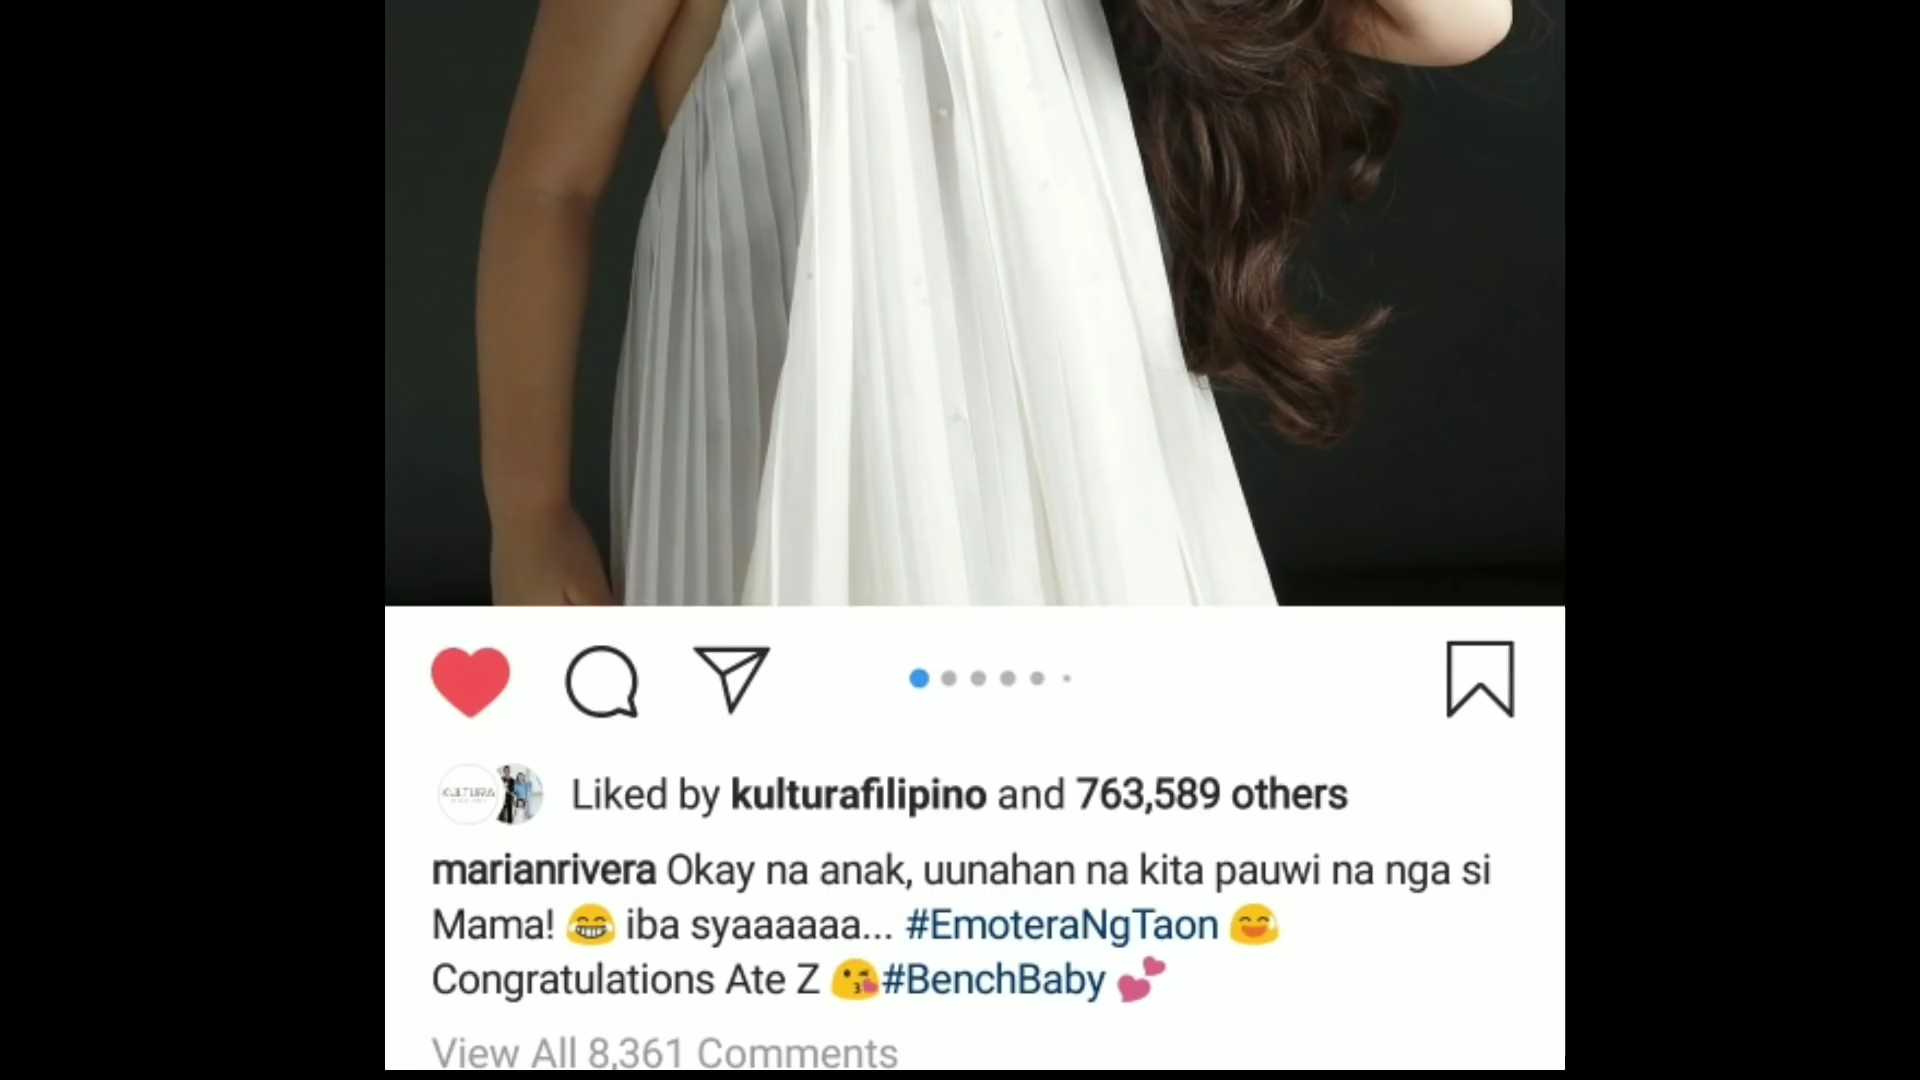 KULTURA
Liked by kulturafilipino and 763,589 others
marianrivera Okay na anak, uunahan na kita pauwi na nga si
Mama! 😂 iba syaaaaaa... #EmoteraNgTaon 😅
Congratulations Ate Z 😘#BenchBaby 💕
View All 8,361 Comments